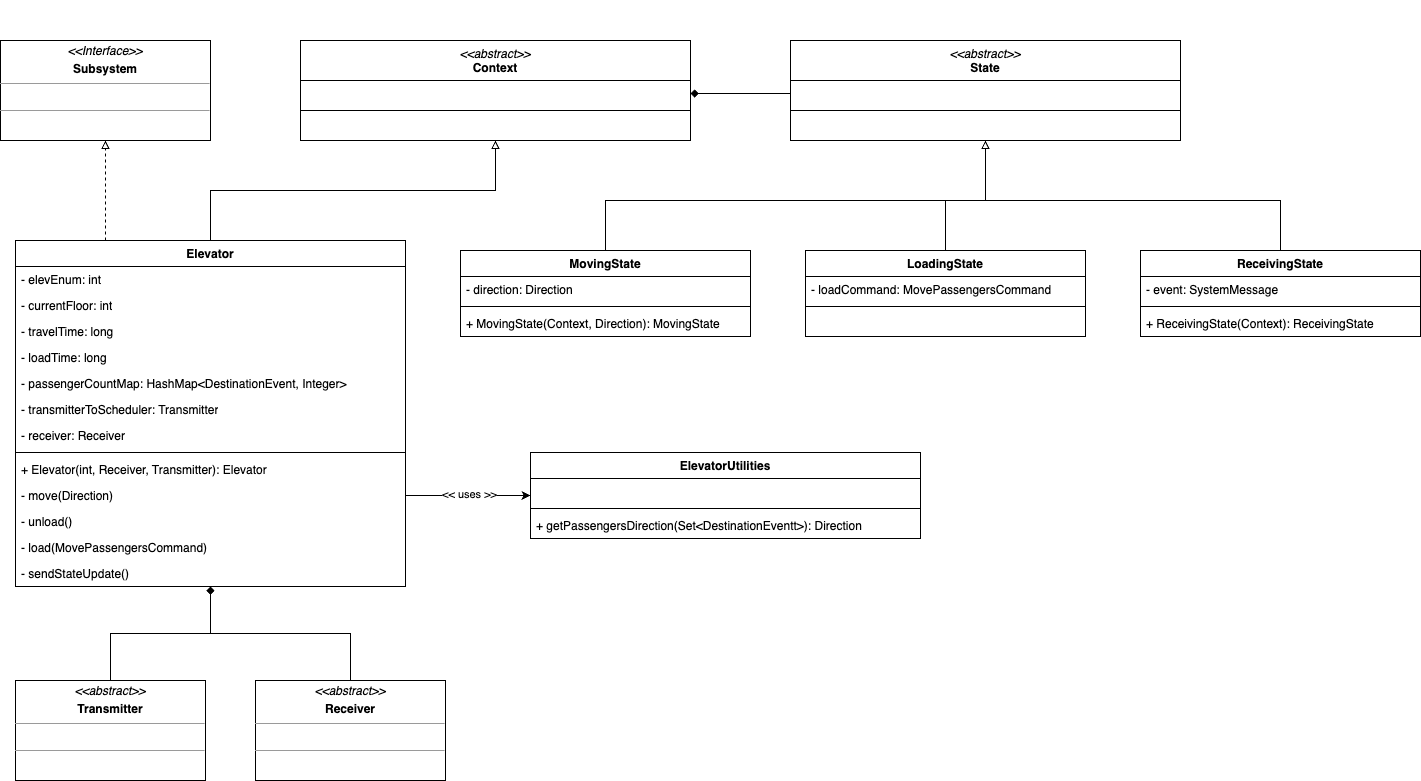 <<Interface>>
Subsystem
<<abstract>>
Context
<<abstract>>
State
Elevator
- elevEnum: int
- currentFloor: int
- travelTime: long
- loadTime: long
- passengerCountMap: HashMap<DestinationEvent, Integer>
- transmitterToScheduler: Transmitter
- receiver: Receiver
+ Elevator(int, Receiver, Transmitter): Elevator
- move(Direction)
- unload()
- load(MovePassengersCommand)
- sendStateUpdate()
MovingState
- direction: Direction
+ MovingState(Context, Direction): MovingState
LoadingState
- loadCommand: MovePassengersCommand
ReceivingState
- event: SystemMessage
+ ReceivingState(Context): ReceivingState
<< uses >>
ElevatorUtilities
+ getPassengersDirection(Set<DestinationEventt>): Direction
<<abstract>>
Transmitter
<<abstract>>
Receiver